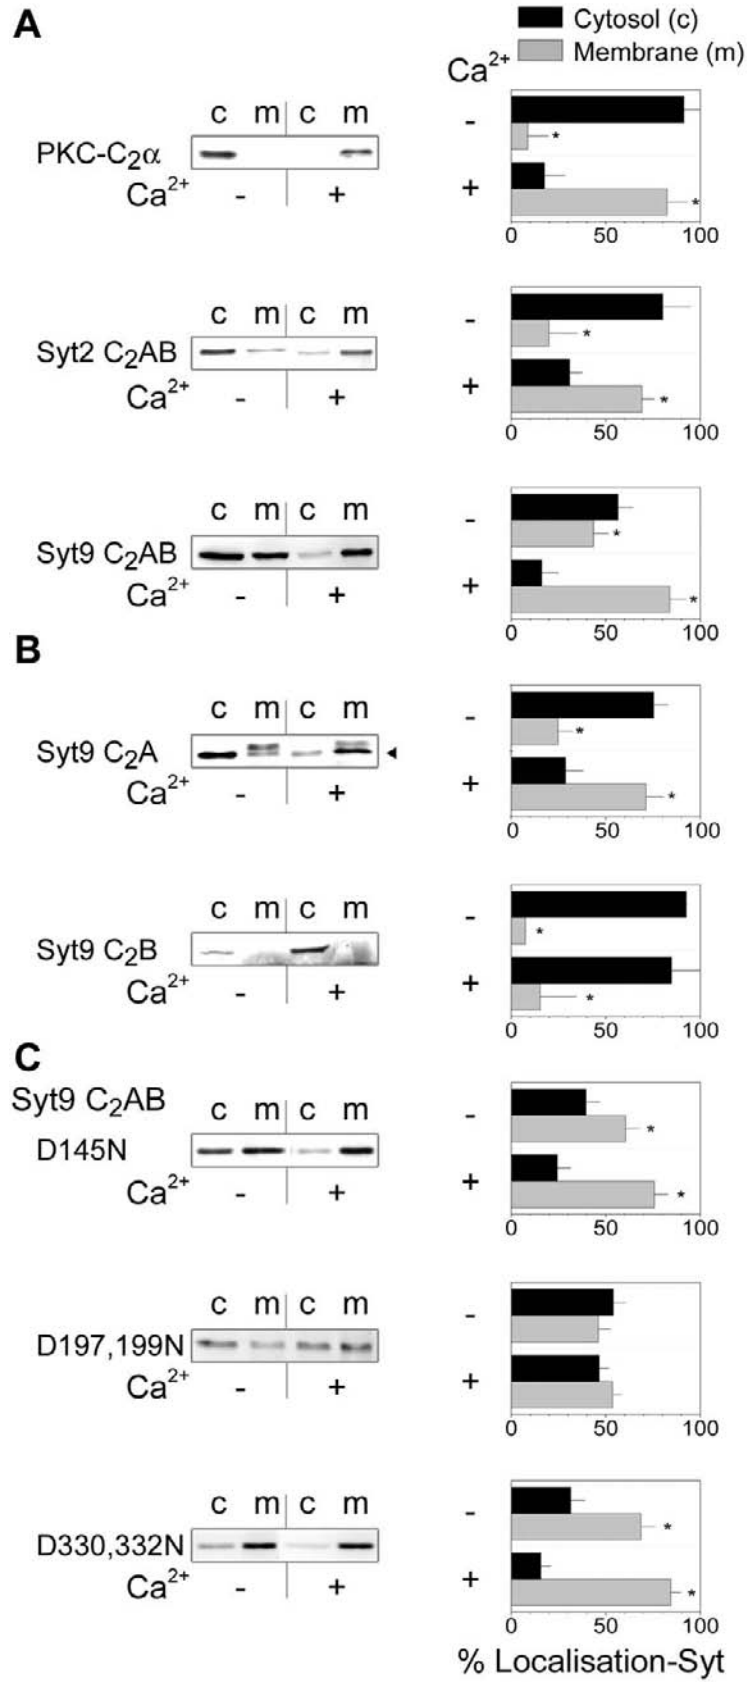 A
Cytosol (c)
Membrane (m)
Ca²⁺
c m c m
PKC-C₂α
Ca²⁺ - +
- *
+ *
0 50 100
c m c m
Syt2 C₂AB
Ca²⁺ - +
- *
+ *
0 50 100
c m c m
Syt9 C₂AB
Ca²⁺ - +
- *
+ *
0 50 100
B
c m c m
Syt9 C₂A
Ca²⁺ - +
- *
+ *
0 50 100
c m c m
Syt9 C₂B
Ca²⁺ - +
- *
+ *
0 50 100
C
Syt9 C₂AB
c m c m
D145N
Ca²⁺ - +
- *
+ *
0 50 100
c m c m
D197,199N
Ca²⁺ - +
-
+
0 50 100
c m c m
D330,332N
Ca²⁺ - +
- *
+ *
0 50 100
% Localisation-Syt